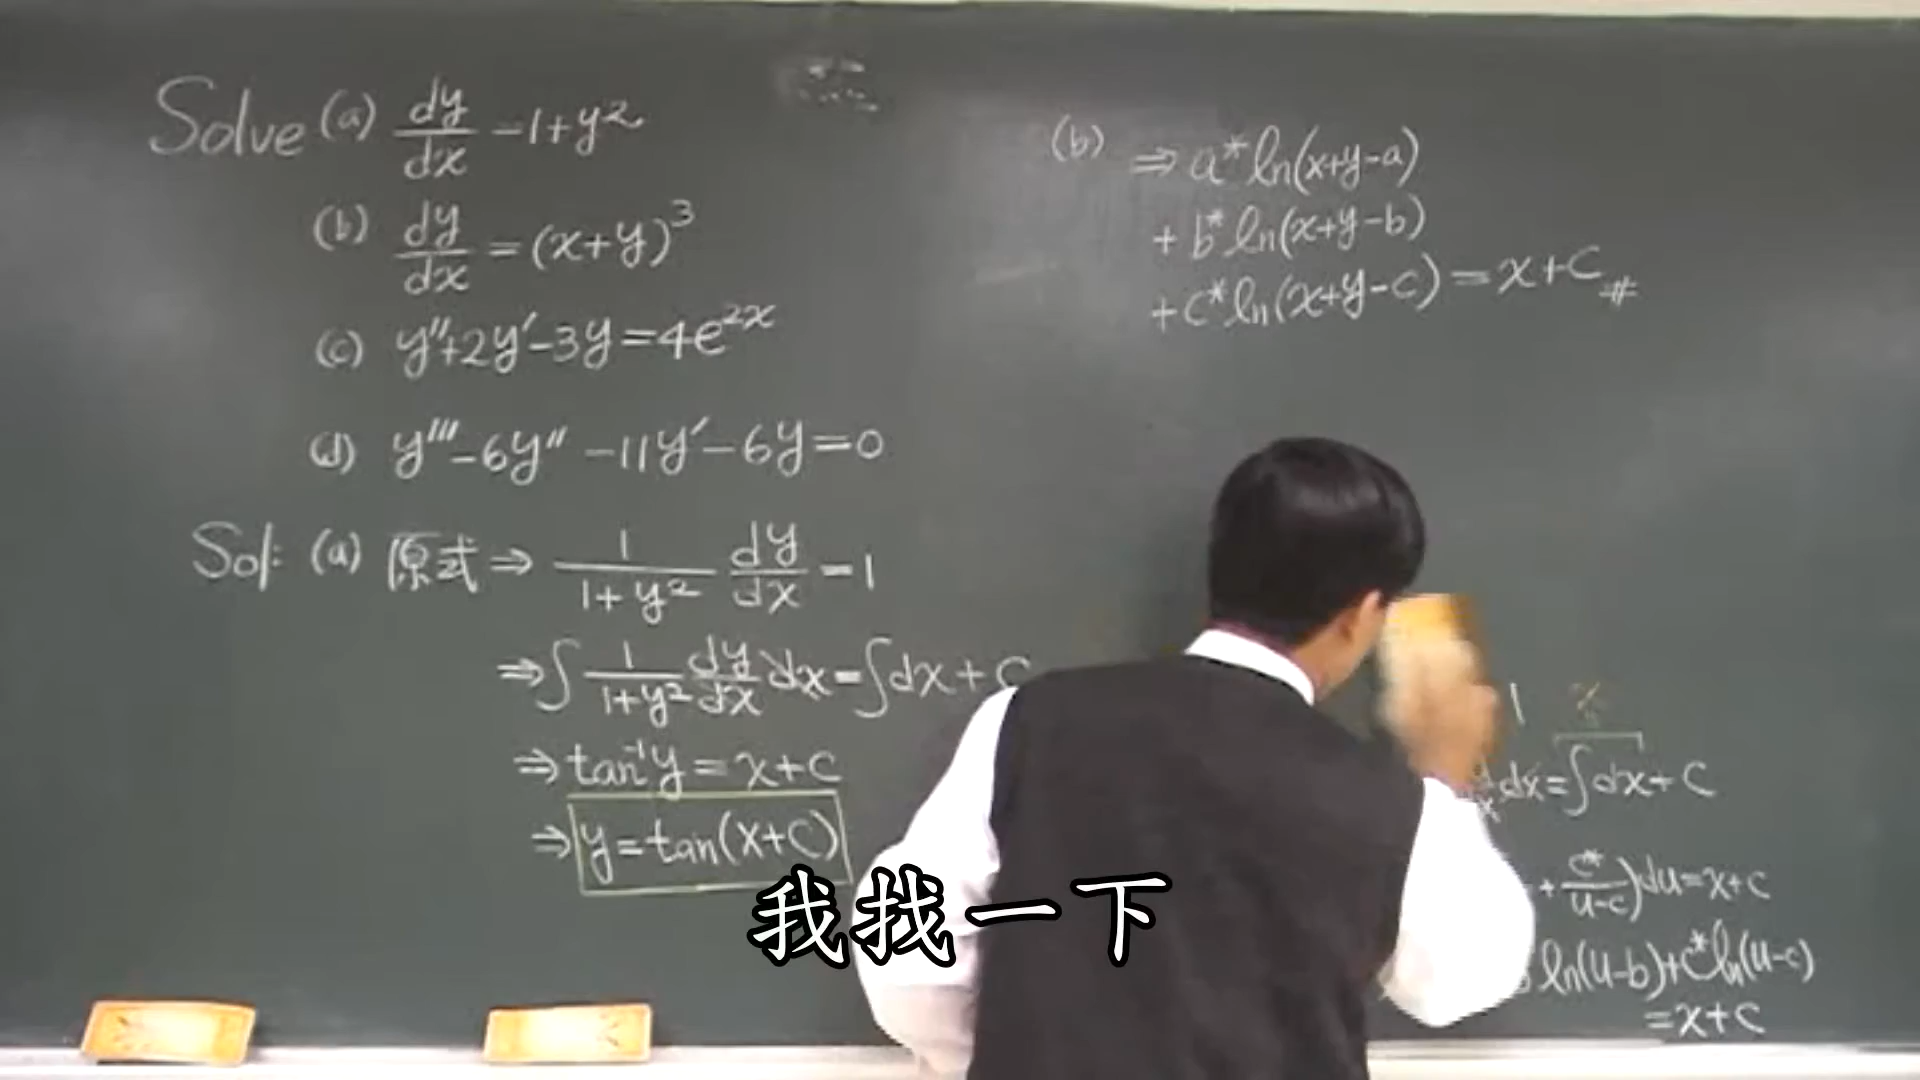 Solve (a) dy/dx = 1+y²
(b) dy/dx = (x+y)³
(c) y''+2y'-3y=4e^{2x}
(d) y'''-6y''-11y'-6y=0
Sol: (a) 原式 ⇒ 1/(1+y²) dy/dx = 1
⇒ ∫ 1/(1+y²) dy/dx dx = ∫dx + C
⇒ tan⁻¹y = x+c
⇒ y = tan(x+C)
(b) ⇒ a* ln(x+y-a)
+ b* ln(x+y-b)
+ c* ln(x+y-c) = x+c #
1
dx = ∫dx + C
+ c*/(u-c)) du = x+c
ln(u-b) + c* ln(u-c)
= x+c
我找一下